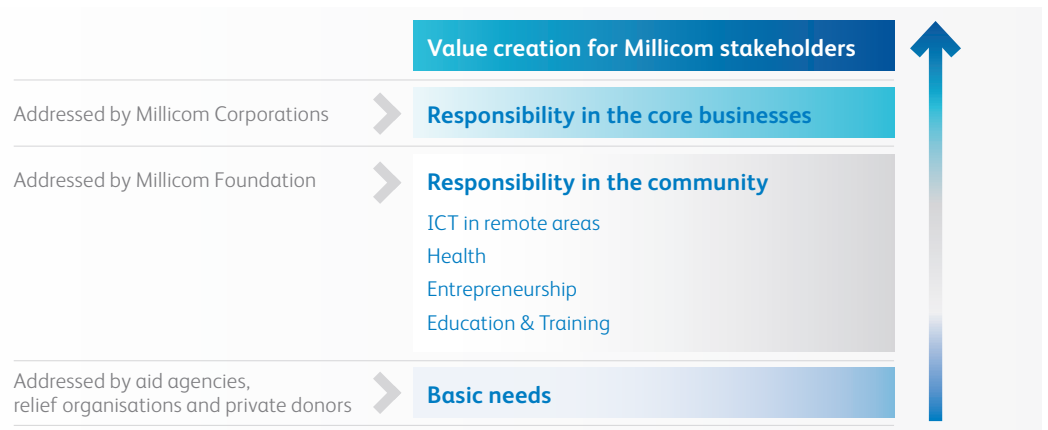 Value creation for Millicom stakeholders
Addressed by Millicom Corporations
Responsibility in the core businesses
Addressed by Millicom Foundation
Responsibility in the community
ICT in remote areas
Health
Entrepreneurship
Education & Training
Addressed by aid agencies,
relief organisations and private donors
Basic needs